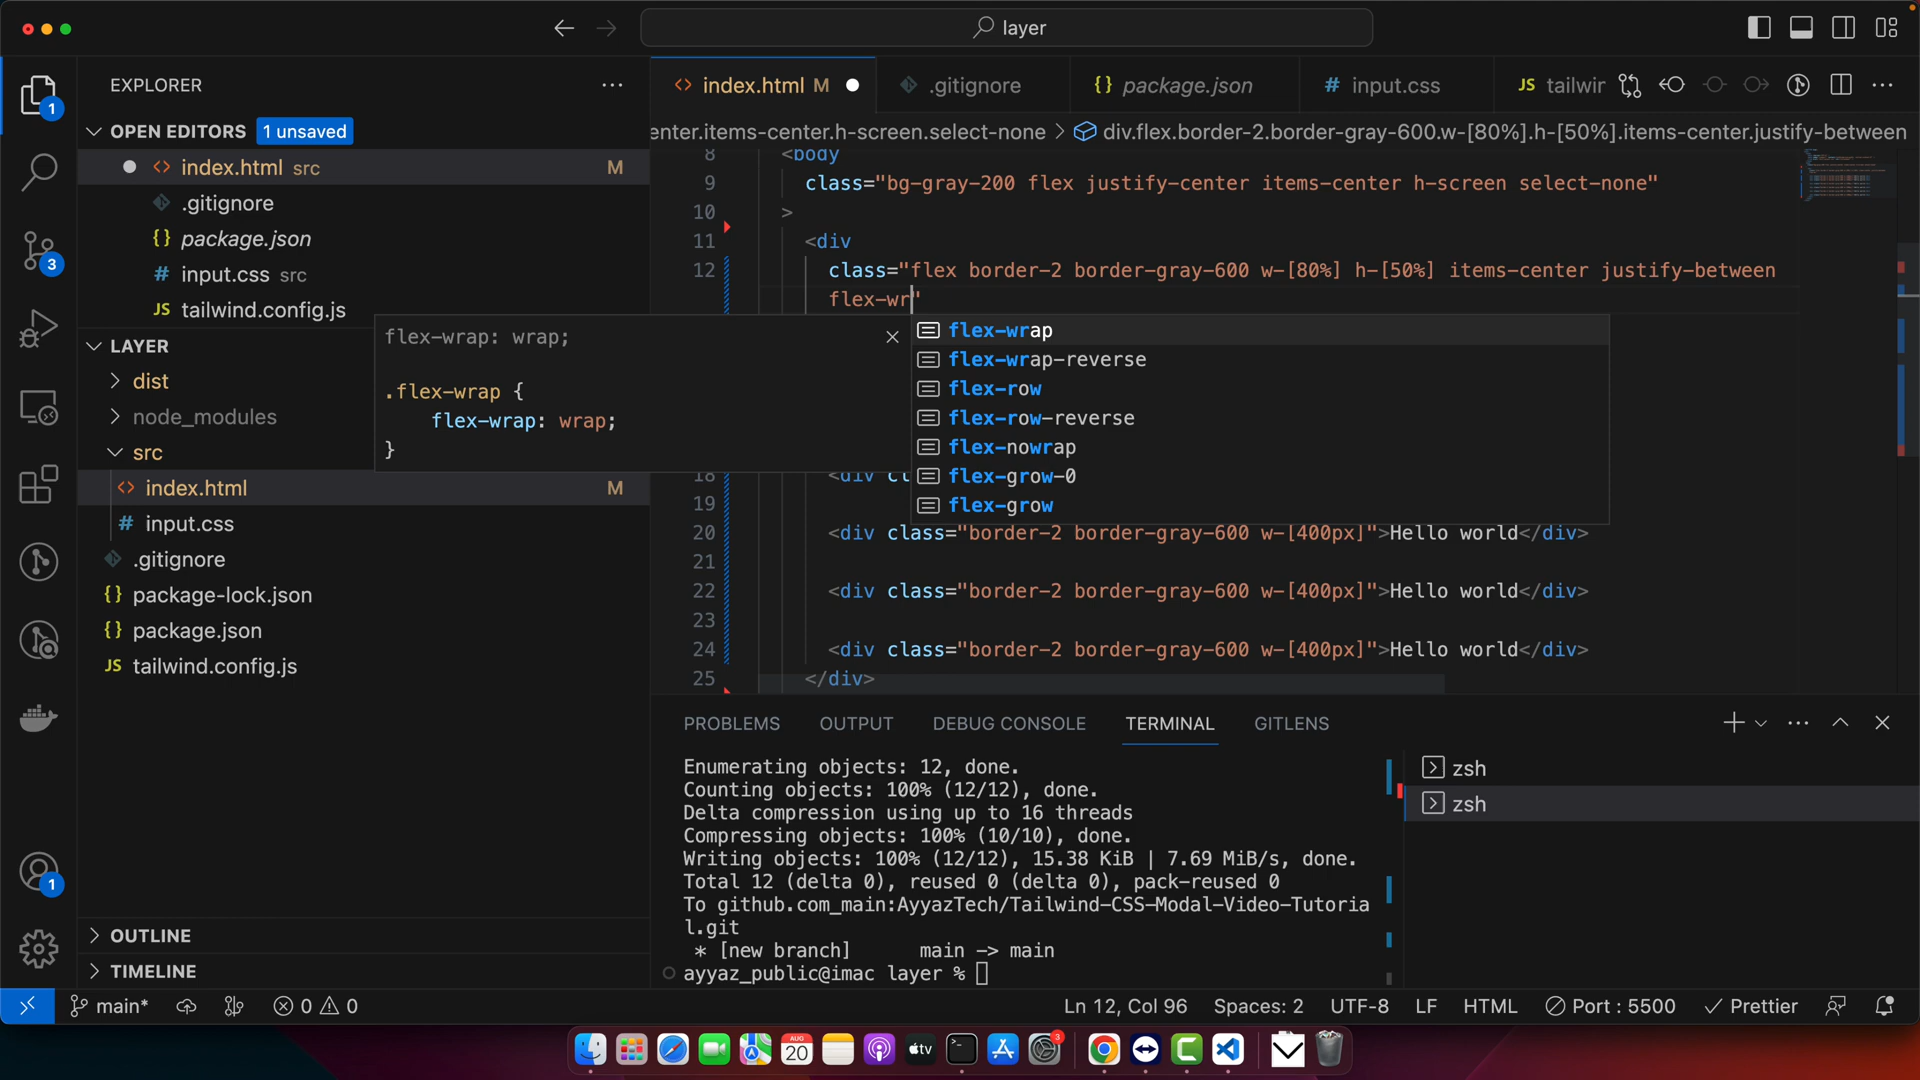 layer
EXPLORER
OPEN EDITORS 1 unsaved
index.html src M
.gitignore
package.json
input.css src
tailwind.config.js
LAYER
dist
node_modules
src
index.html M
input.css
.gitignore
package-lock.json
package.json
tailwind.config.js
OUTLINE
TIMELINE
1
3
1
index.html M
.gitignore
package.json
input.css
JS tailwir
enter.items-center.h-screen.select-none > div.flex.border-2.border-gray-600.w-[80%].h-[50%].items-center.justify-between
8 <body
9 class="bg-gray-200 flex justify-center items-center h-screen select-none"
10 >
11 <div
12 class="flex border-2 border-gray-600 w-[80%] h-[50%] items-center justify-between
flex-wr"
flex-wrap: wrap;
.flex-wrap {
flex-wrap: wrap;
}
flex-wrap
flex-wrap-reverse
flex-row
flex-row-reverse
flex-nowrap
flex-grow-0
flex-grow
18 <div cl
19
20 <div class="border-2 border-gray-600 w-[400px]">Hello world</div>
21
22 <div class="border-2 border-gray-600 w-[400px]">Hello world</div>
23
24 <div class="border-2 border-gray-600 w-[400px]">Hello world</div>
25 </div>
PROBLEMS OUTPUT DEBUG CONSOLE TERMINAL GITLENS
Enumerating objects: 12, done.
Counting objects: 100% (12/12), done.
Delta compression using up to 16 threads
Compressing objects: 100% (10/10), done.
Writing objects: 100% (12/12), 15.38 KiB | 7.69 MiB/s, done.
Total 12 (delta 0), reused 0 (delta 0), pack-reused 0
To github.com_main:AyyazTech/Tailwind-CSS-Modal-Video-Tutoria
l.git
* [new branch] main -> main
ayyaz_public@imac layer %
zsh
zsh
main* 0 0 Ln 12, Col 96 Spaces: 2 UTF-8 LF HTML Port : 5500 Prettier
AUG
20
tv
3